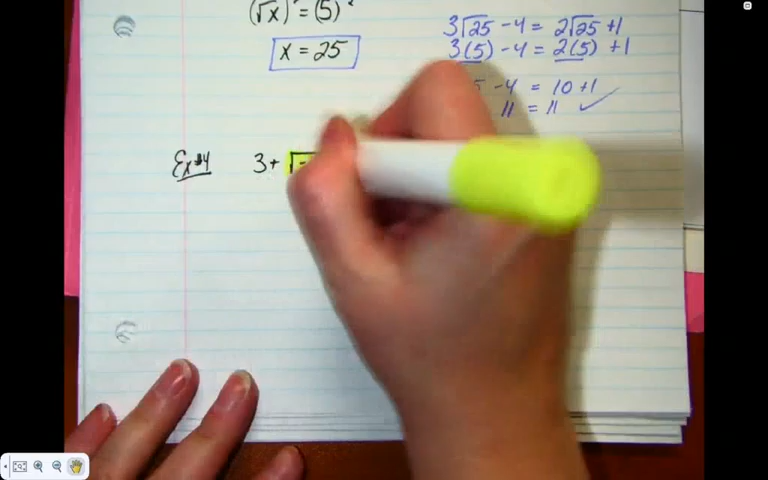 (√x)² = (5)²
x = 25
3√25 - 4 = 2√25 + 1
3(5) - 4 = 2(5) + 1
- 4 = 10 + 1
11 = 11 ✓
Ex 4 3 + √-